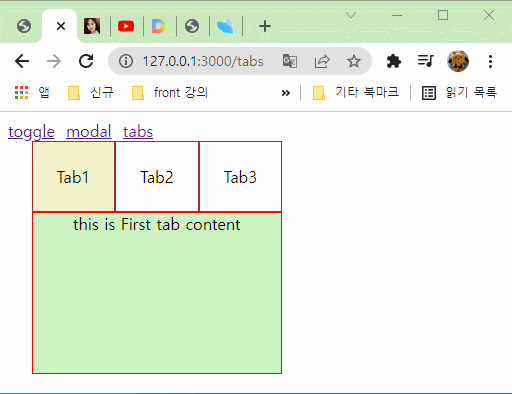 127.0.0.1:3000/tabs
앱 신규 front 강의 » 기타 북마크 읽기 목록
toggle modal tabs
Tab1 Tab2 Tab3
this is First tab content